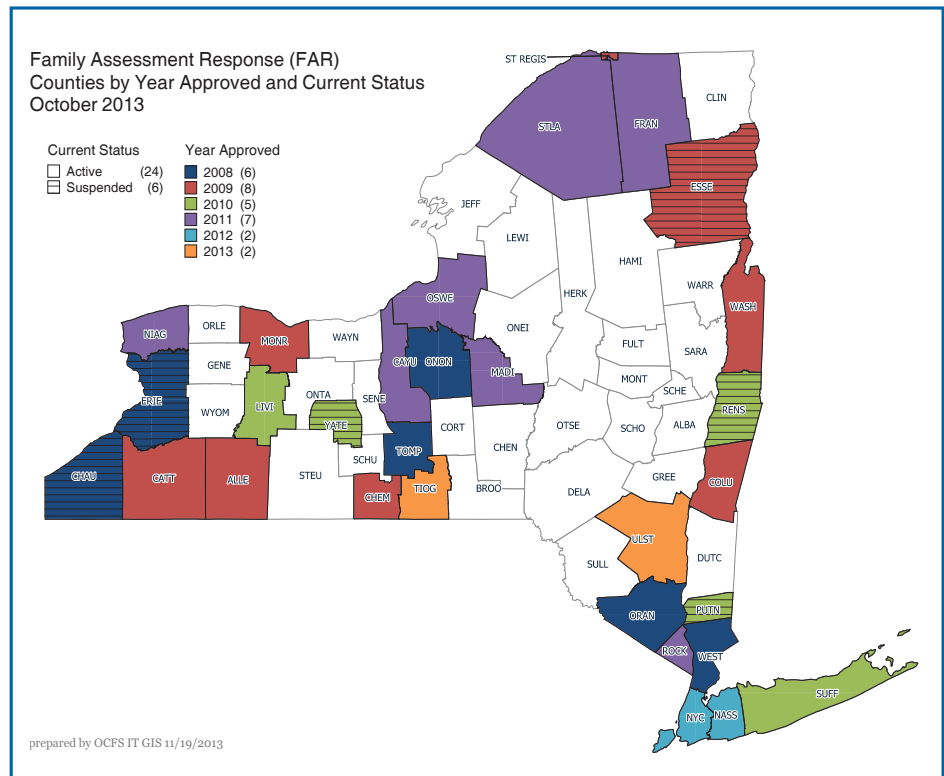 Family Assessment Response (FAR)
Counties by Year Approved and Current Status
October 2013
Current Status
Active (24)
Suspended (6)
Year Approved
2008 (6)
2009 (8)
2010 (5)
2011 (7)
2012 (2)
2013 (2)
ST REGIS
CLIN
STLA
FRAN
ESSE
JEFF
LEWI
HAMI
HERK
WARR
WASH
OSWE
ONEI
NIAG
ORLE
MONR
WAYN
CAYU
ONON
MADI
FULT
SARA
GENE
MONT
SCHE
ERIE
WYOM
LIVI
ONTA
SENE
YATE
CORT
OTSE
SCHO
ALBA
RENS
TOMP
CHEN
SCHU
CHAU
CATT
ALLE
STEU
CHEM
TIOG
BROO
DELA
GREE
COLU
ULST
SULL
DUTC
ORAN
PUTN
ROCK
WEST
NYC
NASS
SUFF
prepared by OCFS IT GIS 11/19/2013